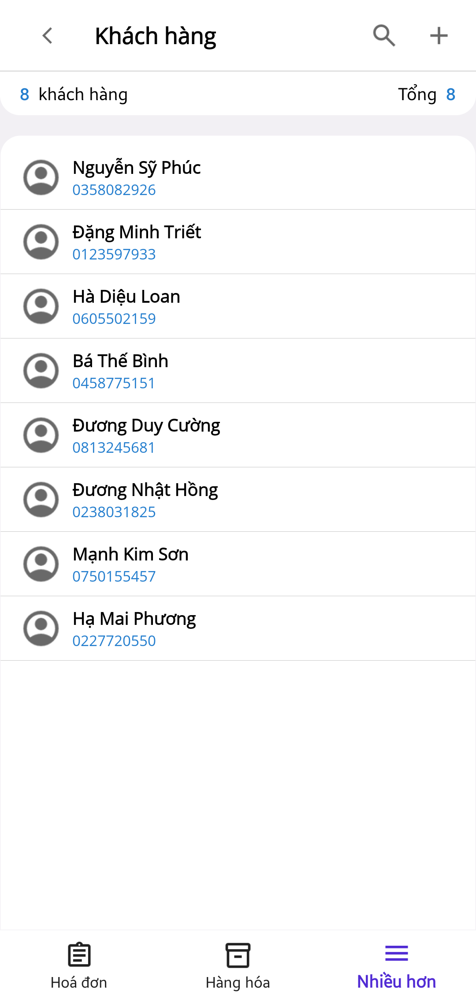 Khách hàng
8 khách hàng Tổng 8
Nguyễn Sỹ Phúc
0358082926
Đặng Minh Triết
0123597933
Hà Diệu Loan
0605502159
Bá Thế Bình
0458775151
Đương Duy Cường
0813245681
Đương Nhật Hồng
0238031825
Mạnh Kim Sơn
0750155457
Hạ Mai Phương
0227720550
Hoá đơn Hàng hóa Nhiều hơn